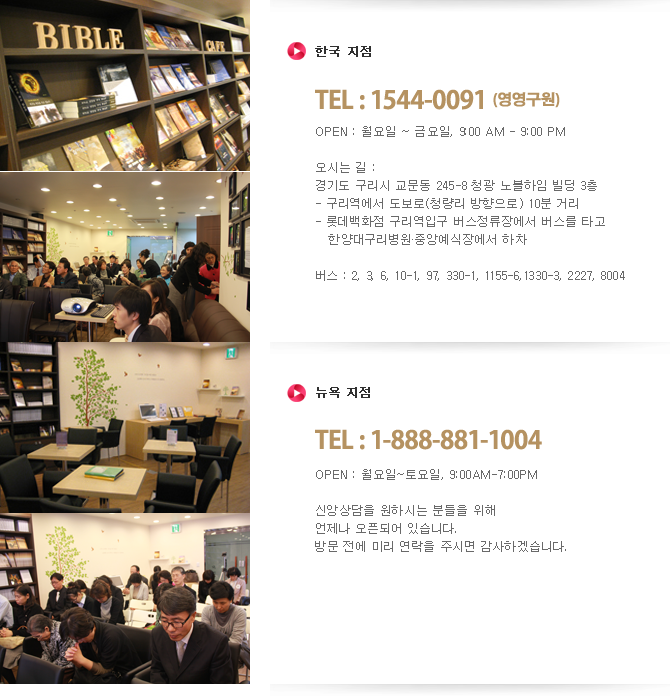 BIBLE
CAFE
한국 지점
TEL : 1544-0091 (영영구원)
OPEN : 월요일 ~ 금요일, 9:00 AM - 9:00 PM
오시는 길 :
경기도 구리시 교문동 245-8 청광 노블하임 빌딩 3층
- 구리역에서 도보로(청량리 방향으로) 10분 거리
- 롯데백화점 구리역입구 버스정류장에서 버스를 타고
한양대구리병원·중앙예식장에서 하차
버스 : 2, 3, 6, 10-1, 97, 330-1, 1155-6,1330-3, 2227, 8004
뉴욕 지점
TEL : 1-888-881-1004
OPEN : 월요일~토요일, 9:00AM-7:00PM
신앙상담을 원하시는 분들을 위해
언제나 오픈되어 있습니다.
방문 전에 미리 연락을 주시면 감사하겠습니다.